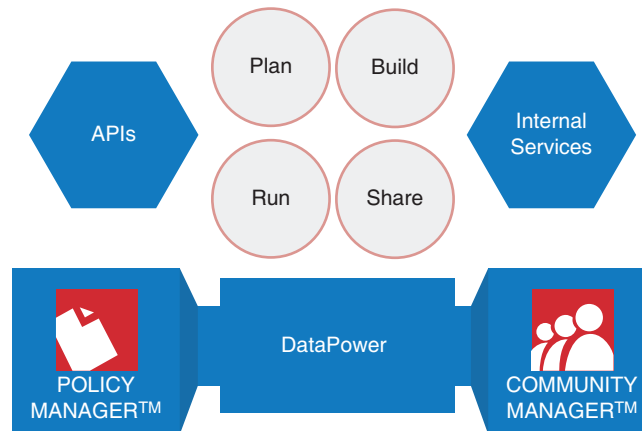 Plan
Build
APIs
Internal
Services
Run
Share
DataPower
POLICY
MANAGER™
COMMUNITY
MANAGER™